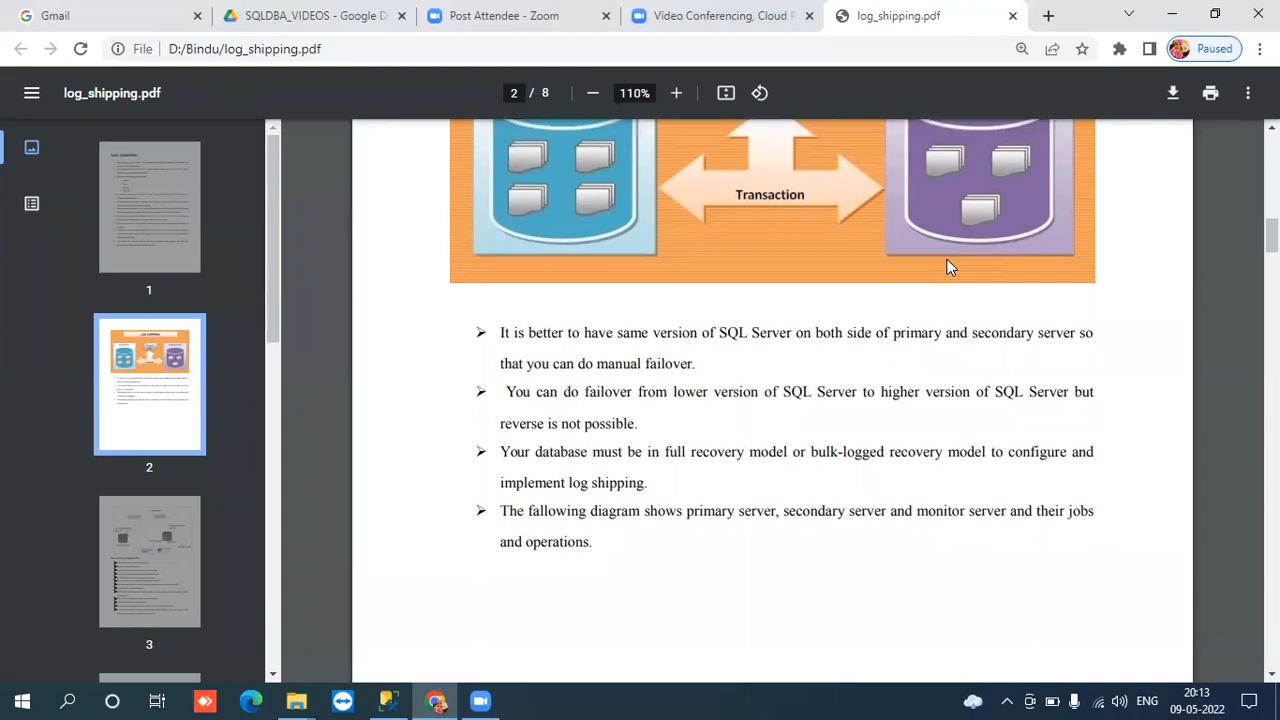 Gmail
SQLDBA_VIDEOS - Google D
Post Attendee - Zoom
Video Conferencing, Cloud P
log_shipping.pdf
File
D:/Bindu/log_shipping.pdf
Paused
log_shipping.pdf
2 / 8
110%
1
2
3
Transaction
➢ It is better to have same version of SQL Server on both side of primary and secondary server so
that you can do manual failover.
➢ You can do failover from lower version of SQL Server to higher version of SQL Server but
reverse is not possible.
➢ Your database must be in full recovery model or bulk-logged recovery model to configure and
implement log shipping.
➢ The fallowing diagram shows primary server, secondary server and monitor server and their jobs
and operations.
ENG
20:13
09-05-2022